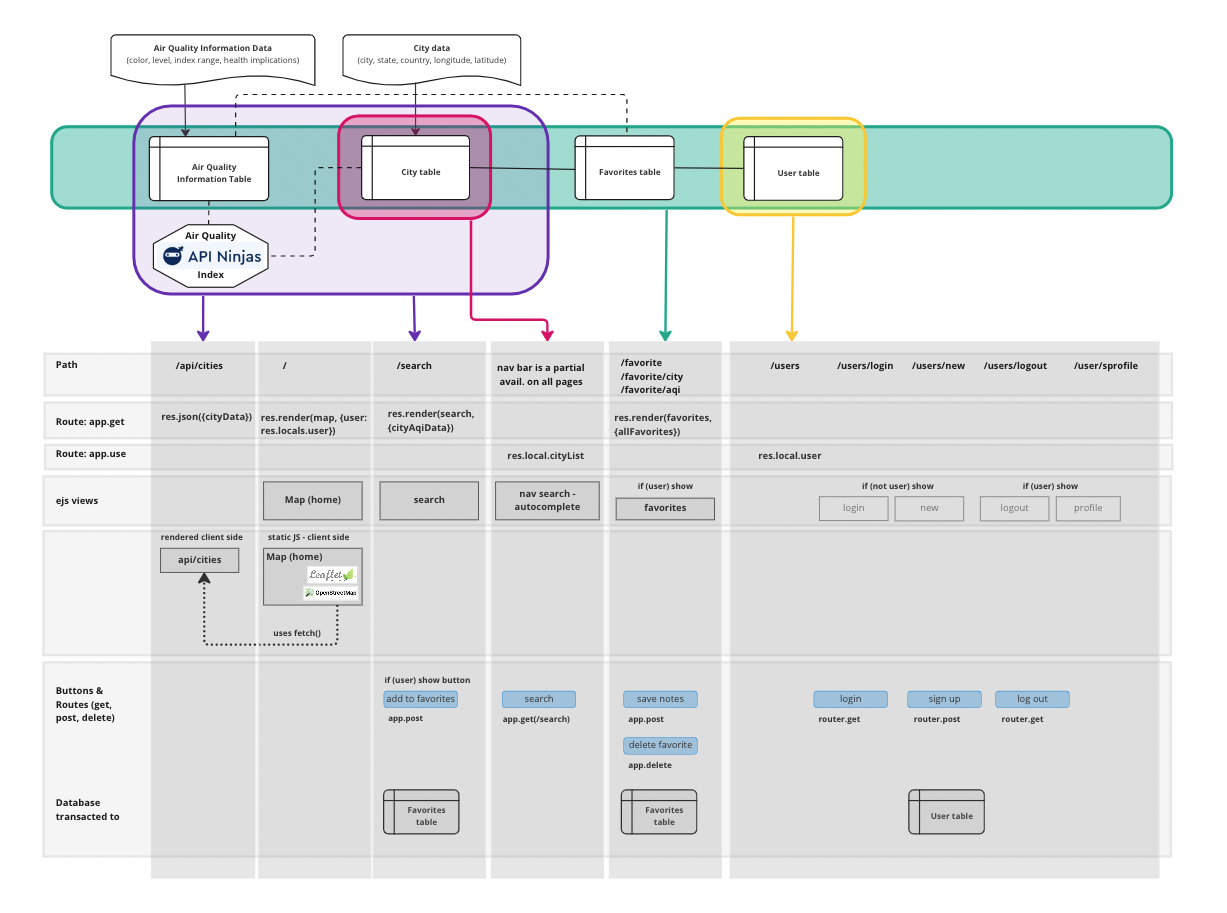 Air Quality Information Data
(color, level, index range, health implications)
City data
(city, state, country, longitude, latitude)
Air Quality
Information Table
City table
Favorites table
User table
Air Quality
API Ninjas
Index
Path
/api/cities
/
/search
nav bar is a partial
avail. on all pages
/favorite
/favorite/city
/favorite/aqi
/users
/users/login
/users/new
/users/logout
/user/sprofile
Route: app.get
res.json({cityData})
res.render(map, {user:
res.locals.user})
res.render(search,
{cityAqiData})
res.render(favorites,
{allFavorites})
Route: app.use
res.local.cityList
res.local.user
ejs views
Map (home)
search
nav search -
autocomplete
if (user) show
favorites
if (not user) show
login
new
if (user) show
logout
profile
rendered client side
api/cities
static JS - client side
Map (home)
Leaflet
OpenStreetMap
uses fetch()
Buttons &
Routes (get,
post, delete)
if (user) show button
add to favorites
app.post
search
app.get(/search)
save notes
app.post
delete favorite
app.delete
login
router.get
sign up
router.post
log out
router.get
Database
transacted to
Favorites
table
Favorites
table
User table